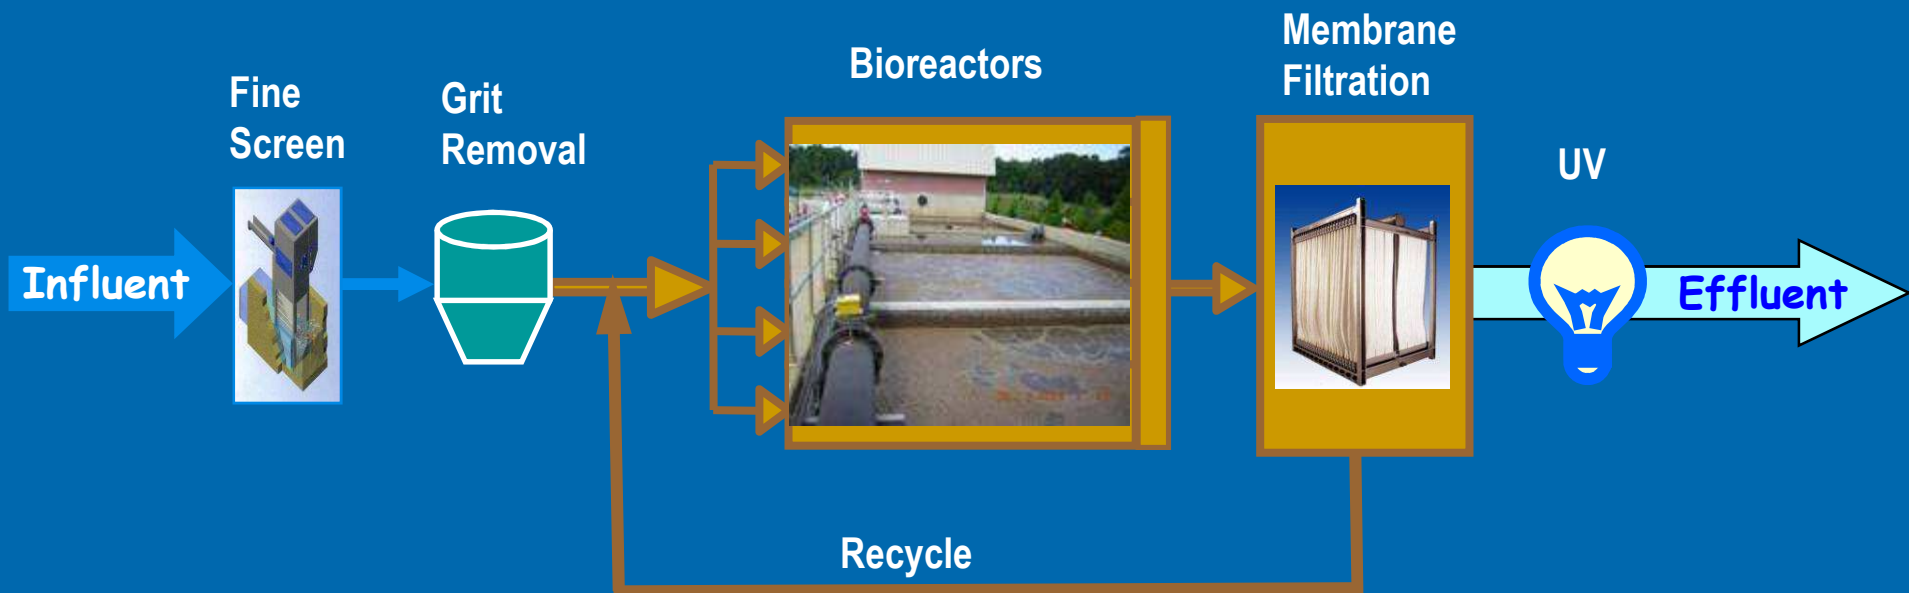 Membrane
Filtration
Bioreactors
Fine
Screen
Grit
Removal
UV
Influent
Effluent
Recycle